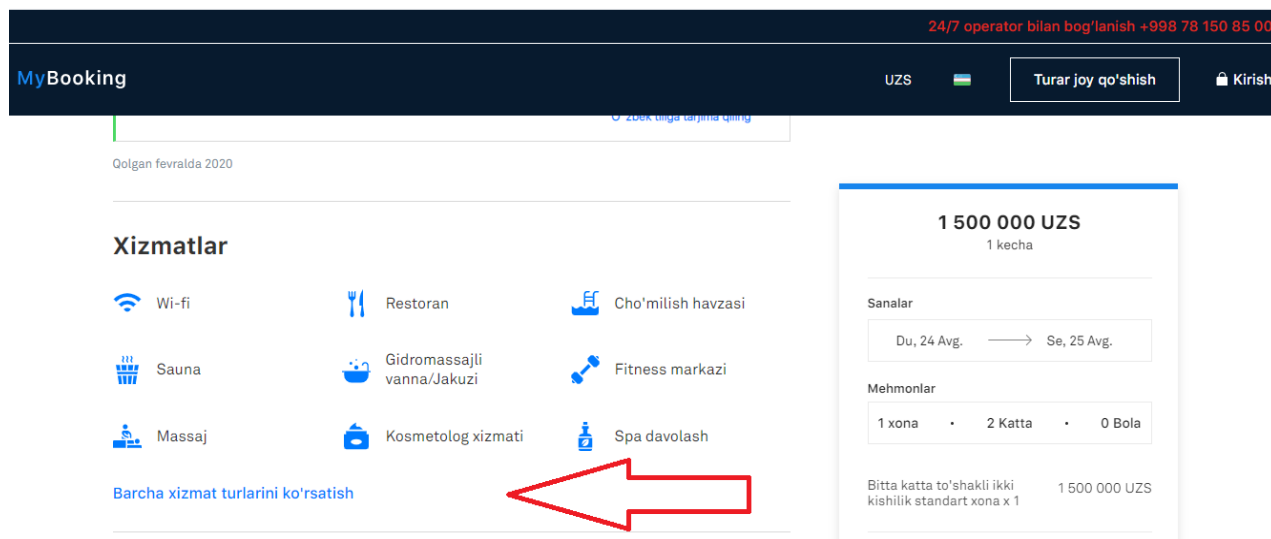 24/7 operator bilan bog'lanish +998 78 150 85 00
MyBooking
UZS
Turar joy qo'shish
Kirish
O'zbek tiliga tarjima qiling
Qolgan fevralda 2020
Xizmatlar
Wi-fi
Restoran
Cho'milish havzasi
Sauna
Gidromassajli
vanna/Jakuzi
Fitness markazi
Massaj
Kosmetolog xizmati
Spa davolash
Barcha xizmat turlarini ko'rsatish
1 500 000 UZS
1 kecha
Sanalar
Du, 24 Avg. → Se, 25 Avg.
Mehmonlar
1 xona · 2 Katta · 0 Bola
Bitta katta to'shakli ikki
kishilik standart xona x 1
1 500 000 UZS